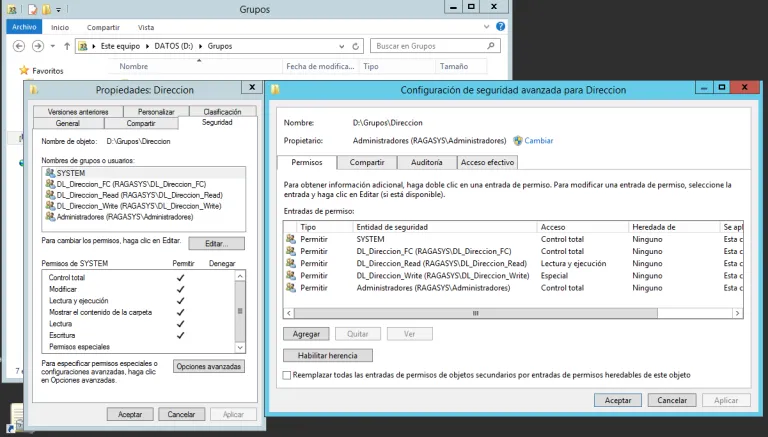 Grupos
Archivo Inicio Compartir Vista
Este equipo DATOS (D:) Grupos
Buscar en Grupos
Favoritos
Nombre Fecha de modifica... Tipo Tamaño
Propiedades: Direccion
Versiones anteriores Personalizar Clasificación
General Compartir Seguridad
Nombre de objeto: D:\Grupos\Direccion
Nombres de grupos o usuarios:
SYSTEM
DL_Direccion_FC (RAGASYS\DL_Direccion_FC)
DL_Direccion_Read (RAGASYS\DL_Direccion_Read)
DL_Direccion_Write (RAGASYS\DL_Direccion_Write)
Administradores (RAGASYS\Administradores)
Para cambiar los permisos, haga clic en Editar.
Editar...
Permisos de SYSTEM Permitir Denegar
Control total
Modificar
Lectura y ejecución
Mostrar el contenido de la carpeta
Lectura
Escritura
Permisos especiales
Para especificar permisos especiales o
configuraciones avanzadas, haga clic
en Opciones avanzadas.
Opciones avanzadas
Aceptar Cancelar Aplicar
Configuración de seguridad avanzada para Direccion
Nombre: D:\Grupos\Direccion
Propietario: Administradores (RAGASYS\Administradores) Cambiar
Permisos Compartir Auditoría Acceso efectivo
Para obtener información adicional, haga doble clic en una entrada de permiso. Para modificar una entrada de permiso, seleccione la
entrada y haga clic en Editar (si está disponible).
Entradas de permiso:
Tipo Entidad de seguridad Acceso Heredada de Se apl
Permitir SYSTEM Control total Ninguno Esta c
Permitir DL_Direccion_FC (RAGASYS\DL_Direccion_FC) Control total Ninguno Esta c
Permitir DL_Direccion_Read (RAGASYS\DL_Direccion_Read) Lectura y ejecución Ninguno Esta c
Permitir DL_Direccion_Write (RAGASYS\DL_Direccion_Write) Especial Ninguno Esta c
Permitir Administradores (RAGASYS\Administradores) Control total Ninguno Esta c
Agregar Quitar Ver
Habilitar herencia
Reemplazar todas las entradas de permisos de objetos secundarios por entradas de permisos heredables de este objeto
Aceptar Cancelar Aplicar